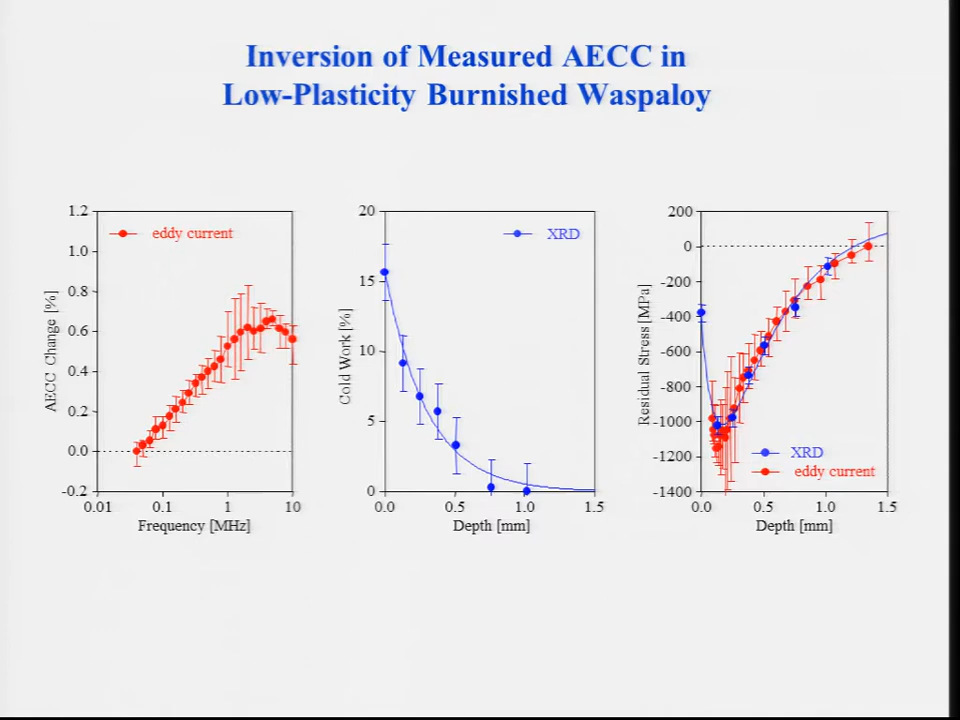 Inversion of Measured AECC in
Low-Plasticity Burnished Waspaloy
1.2
1.0
0.8
0.6
0.4
0.2
0.0
-0.2
AECC Change [%]
eddy current
0.01 0.1 1 10
Frequency [MHz]
20
15
10
5
0
Cold Work [%]
XRD
0.0 0.5 1.0 1.5
Depth [mm]
200
0
-200
-400
-600
-800
-1000
-1200
-1400
Residual Stress [MPa]
XRD
eddy current
0.0 0.5 1.0 1.5
Depth [mm]